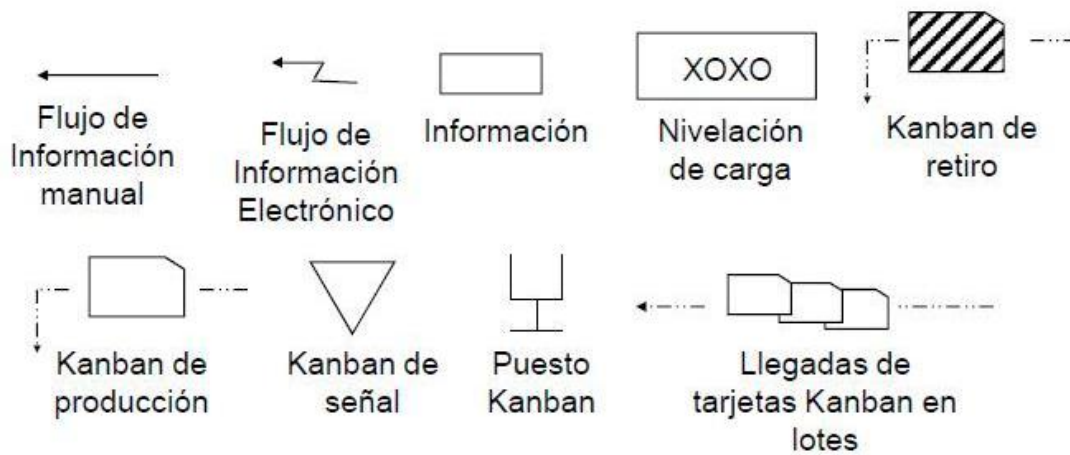 Flujo de
Información
manual
Flujo de
Información
Electrónico
Información
XOXO
Nivelación
de carga
Kanban de
retiro
Kanban de
producción
Kanban de
señal
Puesto
Kanban
Llegadas de
tarjetas Kanban en
lotes